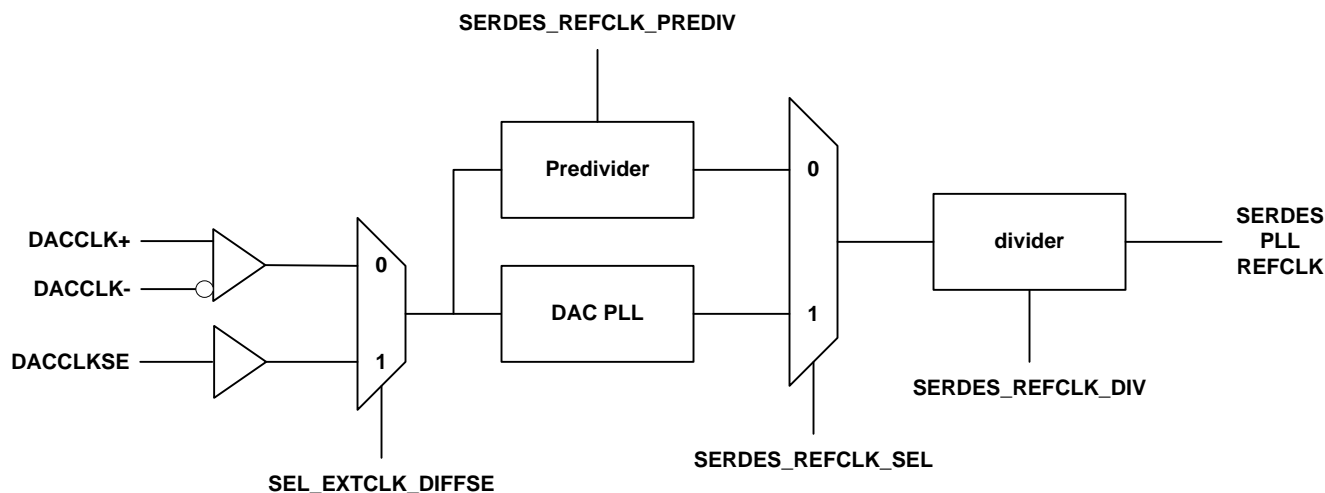 SERDES_REFCLK_PREDIV
Predivider
0
DACCLK+
DACCLK-
0
divider
SERDES
PLL
REFCLK
DAC PLL
1
DACCLKSE
1
SERDES_REFCLK_DIV
SERDES_REFCLK_SEL
SEL_EXTCLK_DIFFSE